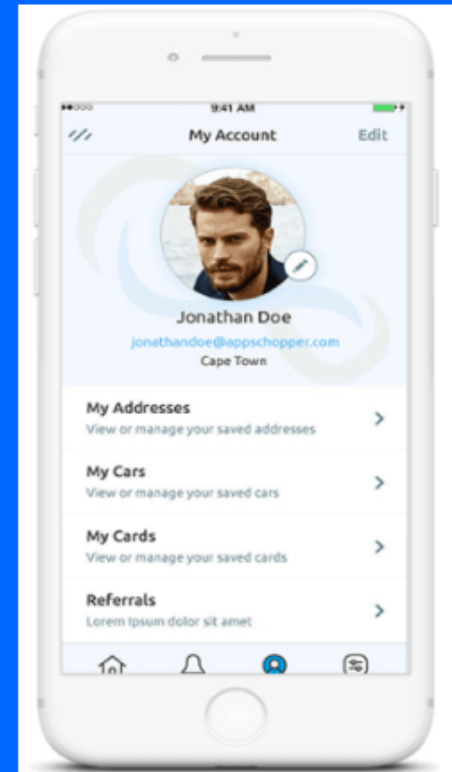 9:41 AM
My Account
Edit
Jonathan Doe
jonathandoe@appschopper.com
Cape Town
My Addresses
View or manage your saved addresses
My Cars
View or manage your saved cars
My Cards
View or manage your saved cards
Referrals
Lorem Ipsum dolor sit amet